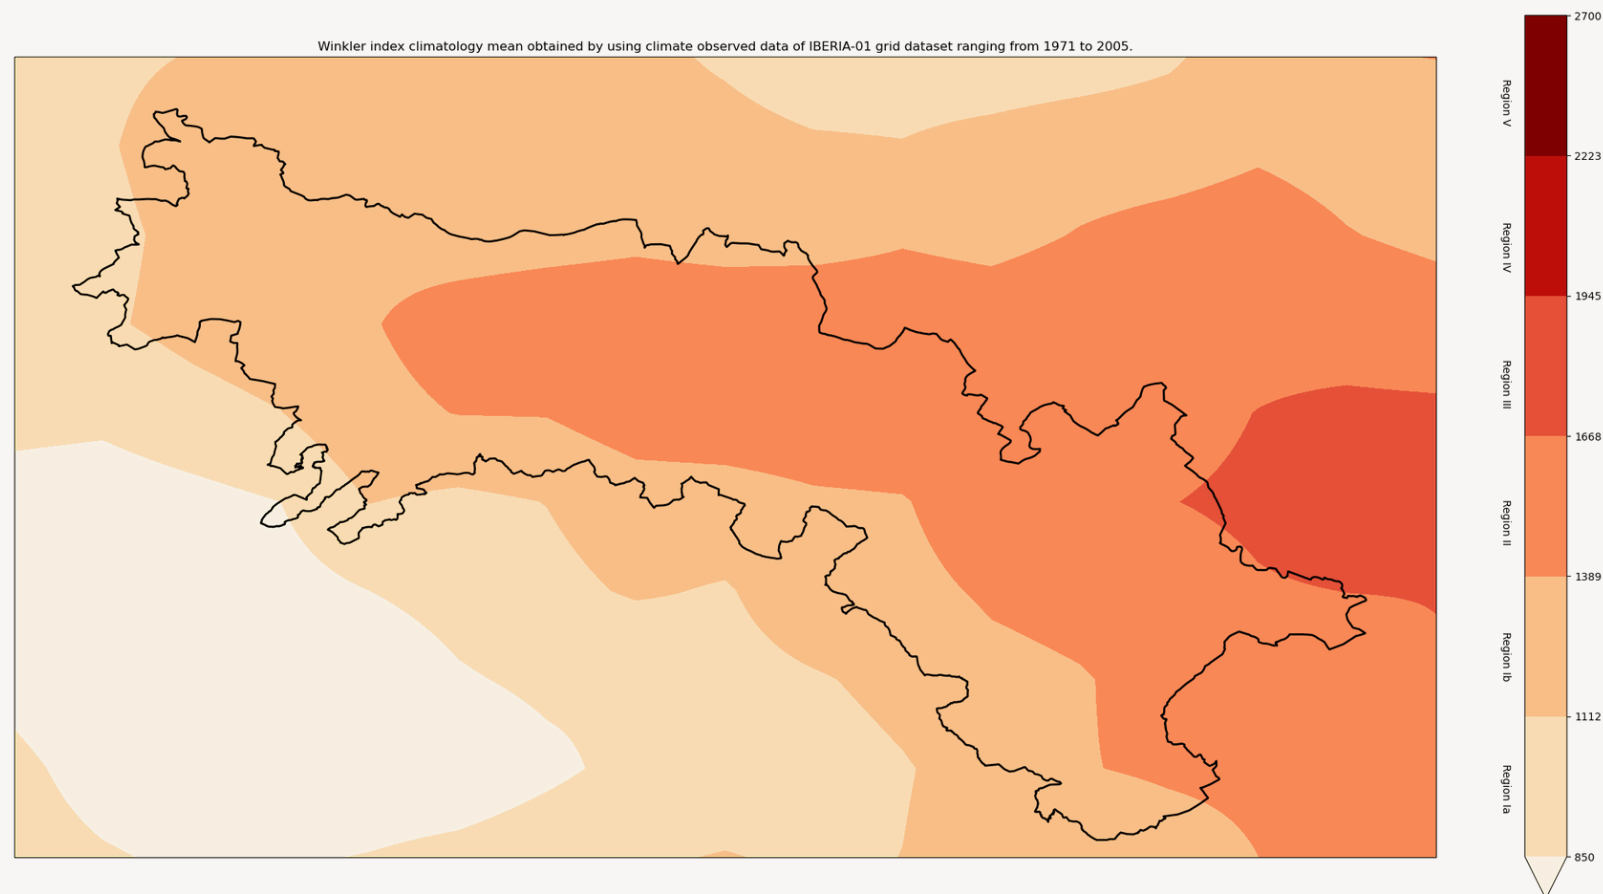 Winkler index climatology mean obtained by using climate observed data of IBERIA-01 grid dataset ranging from 1971 to 2005.
2700
Region V
2223
Region IV
1945
Region III
1668
Region II
1389
Region Ib
1112
Region Ia
850